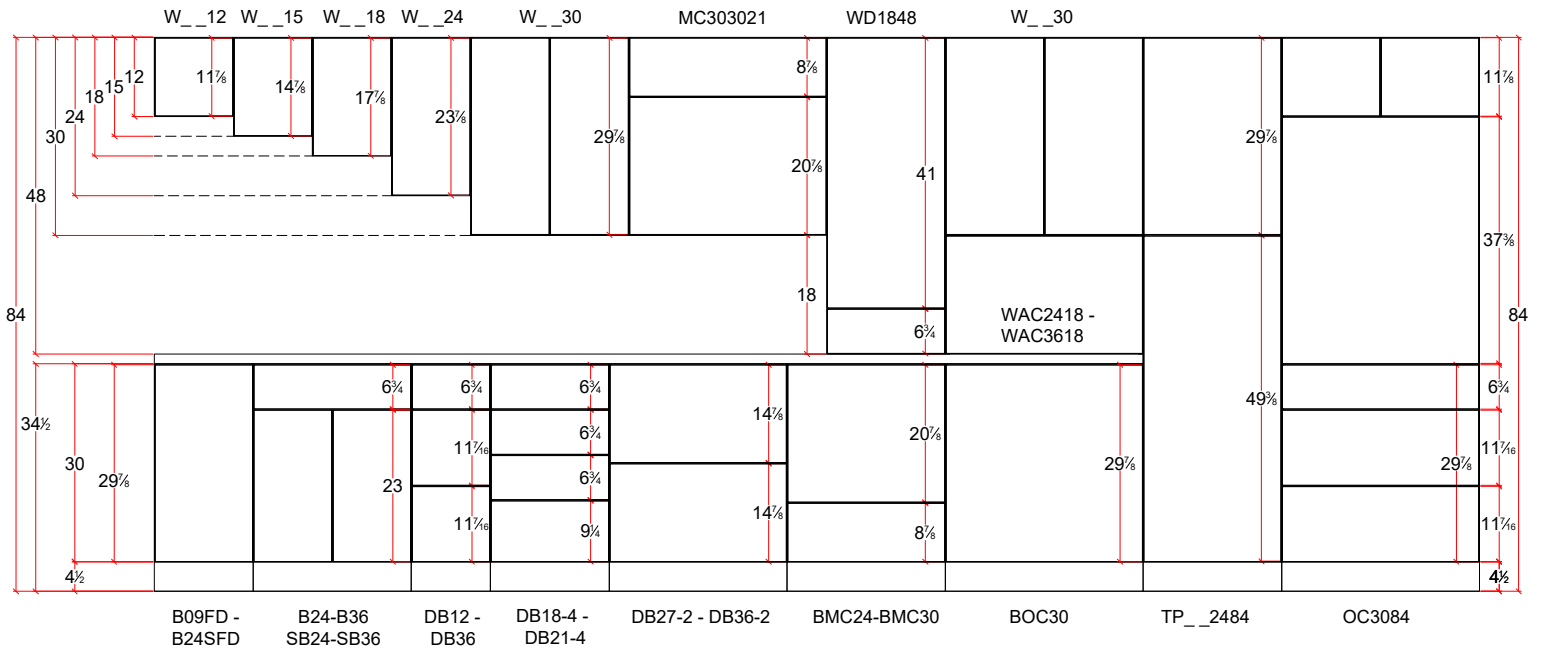 W_ _12 W_ _15 W_ _18 W_ _24 W_ _30 MC303021 WD1848 W_ _30
12 11⅞ 14⅞ 17⅞ 23⅞ 29⅞ 8⅞ 41 29⅞ 11⅞
15
18
24
30
20⅞
48
37⅜
18
84 84
WAC2418 -
WAC3618
6¾
6¾ 6¾ 6¾ 14⅞ 20⅞ 29⅞ 49⅜ 6¾
34½
30 29⅞ 23 11⁷⁄₁₆ 6¾ 29⅞ 11⁷⁄₁₆
6¾
11⁷⁄₁₆ 9¼ 14⅞ 8⅞ 11⁷⁄₁₆
4½ 4½
B09FD - B24-B36 DB12 - DB18-4 - DB27-2 - DB36-2 BMC24-BMC30 BOC30 TP_ _2484 OC3084
B24SFD SB24-SB36 DB36 DB21-4